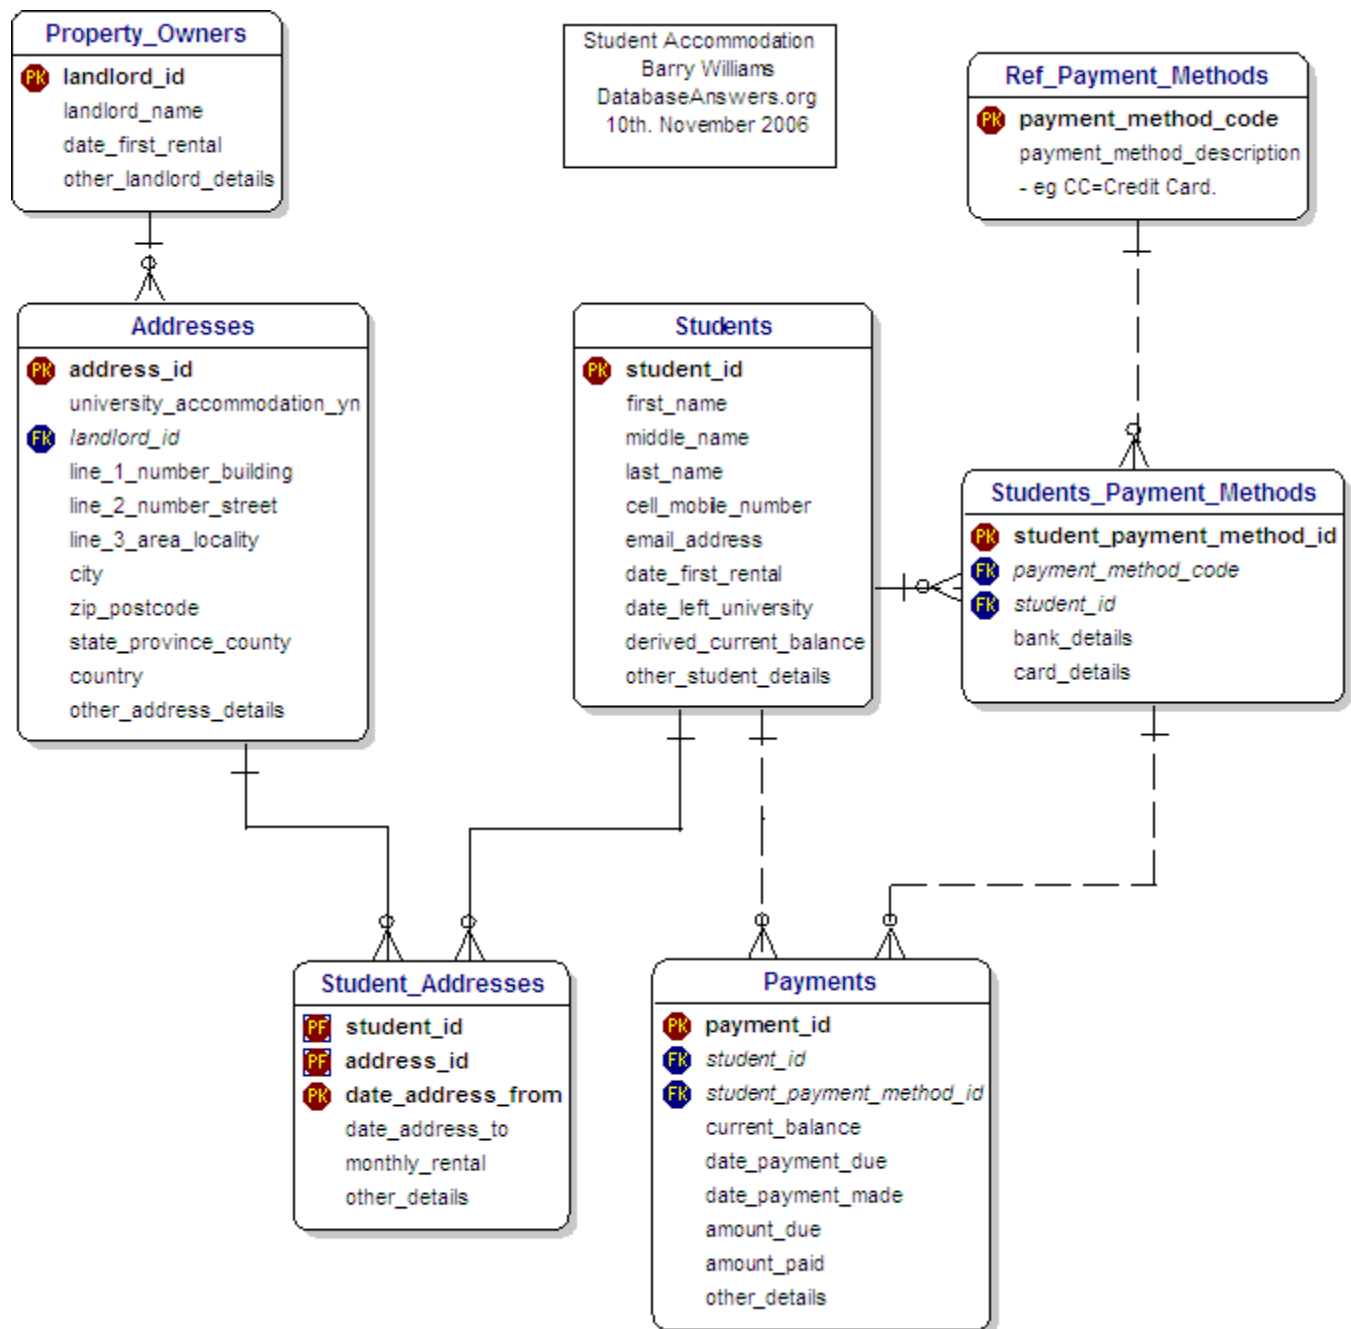 Property_Owners
PK landlord_id
landlord_name
date_first_rental
other_landlord_details
Student Accommodation
Barry Williams
DatabaseAnswers.org
10th. November 2006
Ref_Payment_Methods
PK payment_method_code
payment_method_description
- eg CC=Credit Card.
Addresses
PK address_id
university_accommodation_yn
FK landlord_id
line_1_number_building
line_2_number_street
line_3_area_locality
city
zip_postcode
state_province_county
country
other_address_details
Students
PK student_id
first_name
middle_name
last_name
cell_mobile_number
email_address
date_first_rental
date_left_university
derived_current_balance
other_student_details
Students_Payment_Methods
PK student_payment_method_id
FK payment_method_code
FK student_id
bank_details
card_details
Student_Addresses
PF student_id
PF address_id
PK date_address_from
date_address_to
monthly_rental
other_details
Payments
PK payment_id
FK student_id
FK student_payment_method_id
current_balance
date_payment_due
date_payment_made
amount_due
amount_paid
other_details